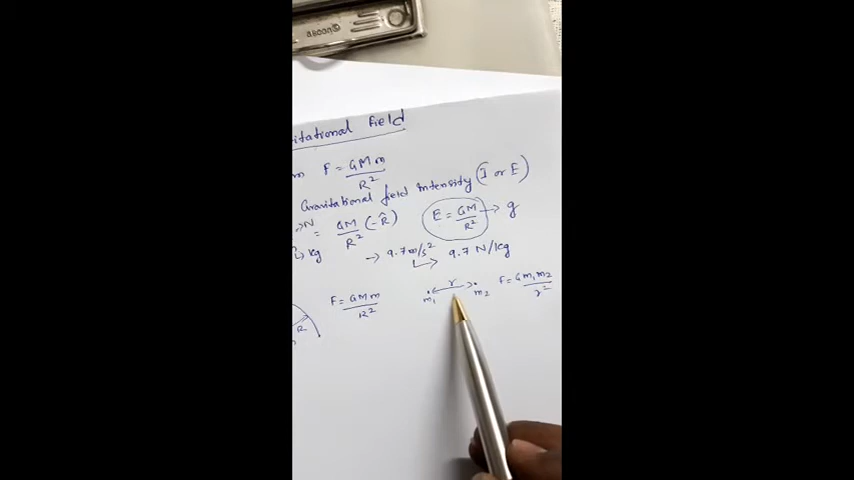 itational Field
m F = GMm/R²
Gravitational field Intensity (I or E)
→N = GM/R² (-R̂) E = GM/R² → g
kg → 9.7 m/s² → 9.7 N/kg
F = GMm/R² m₁ r m₂ F = Gm₁m₂/r²
R